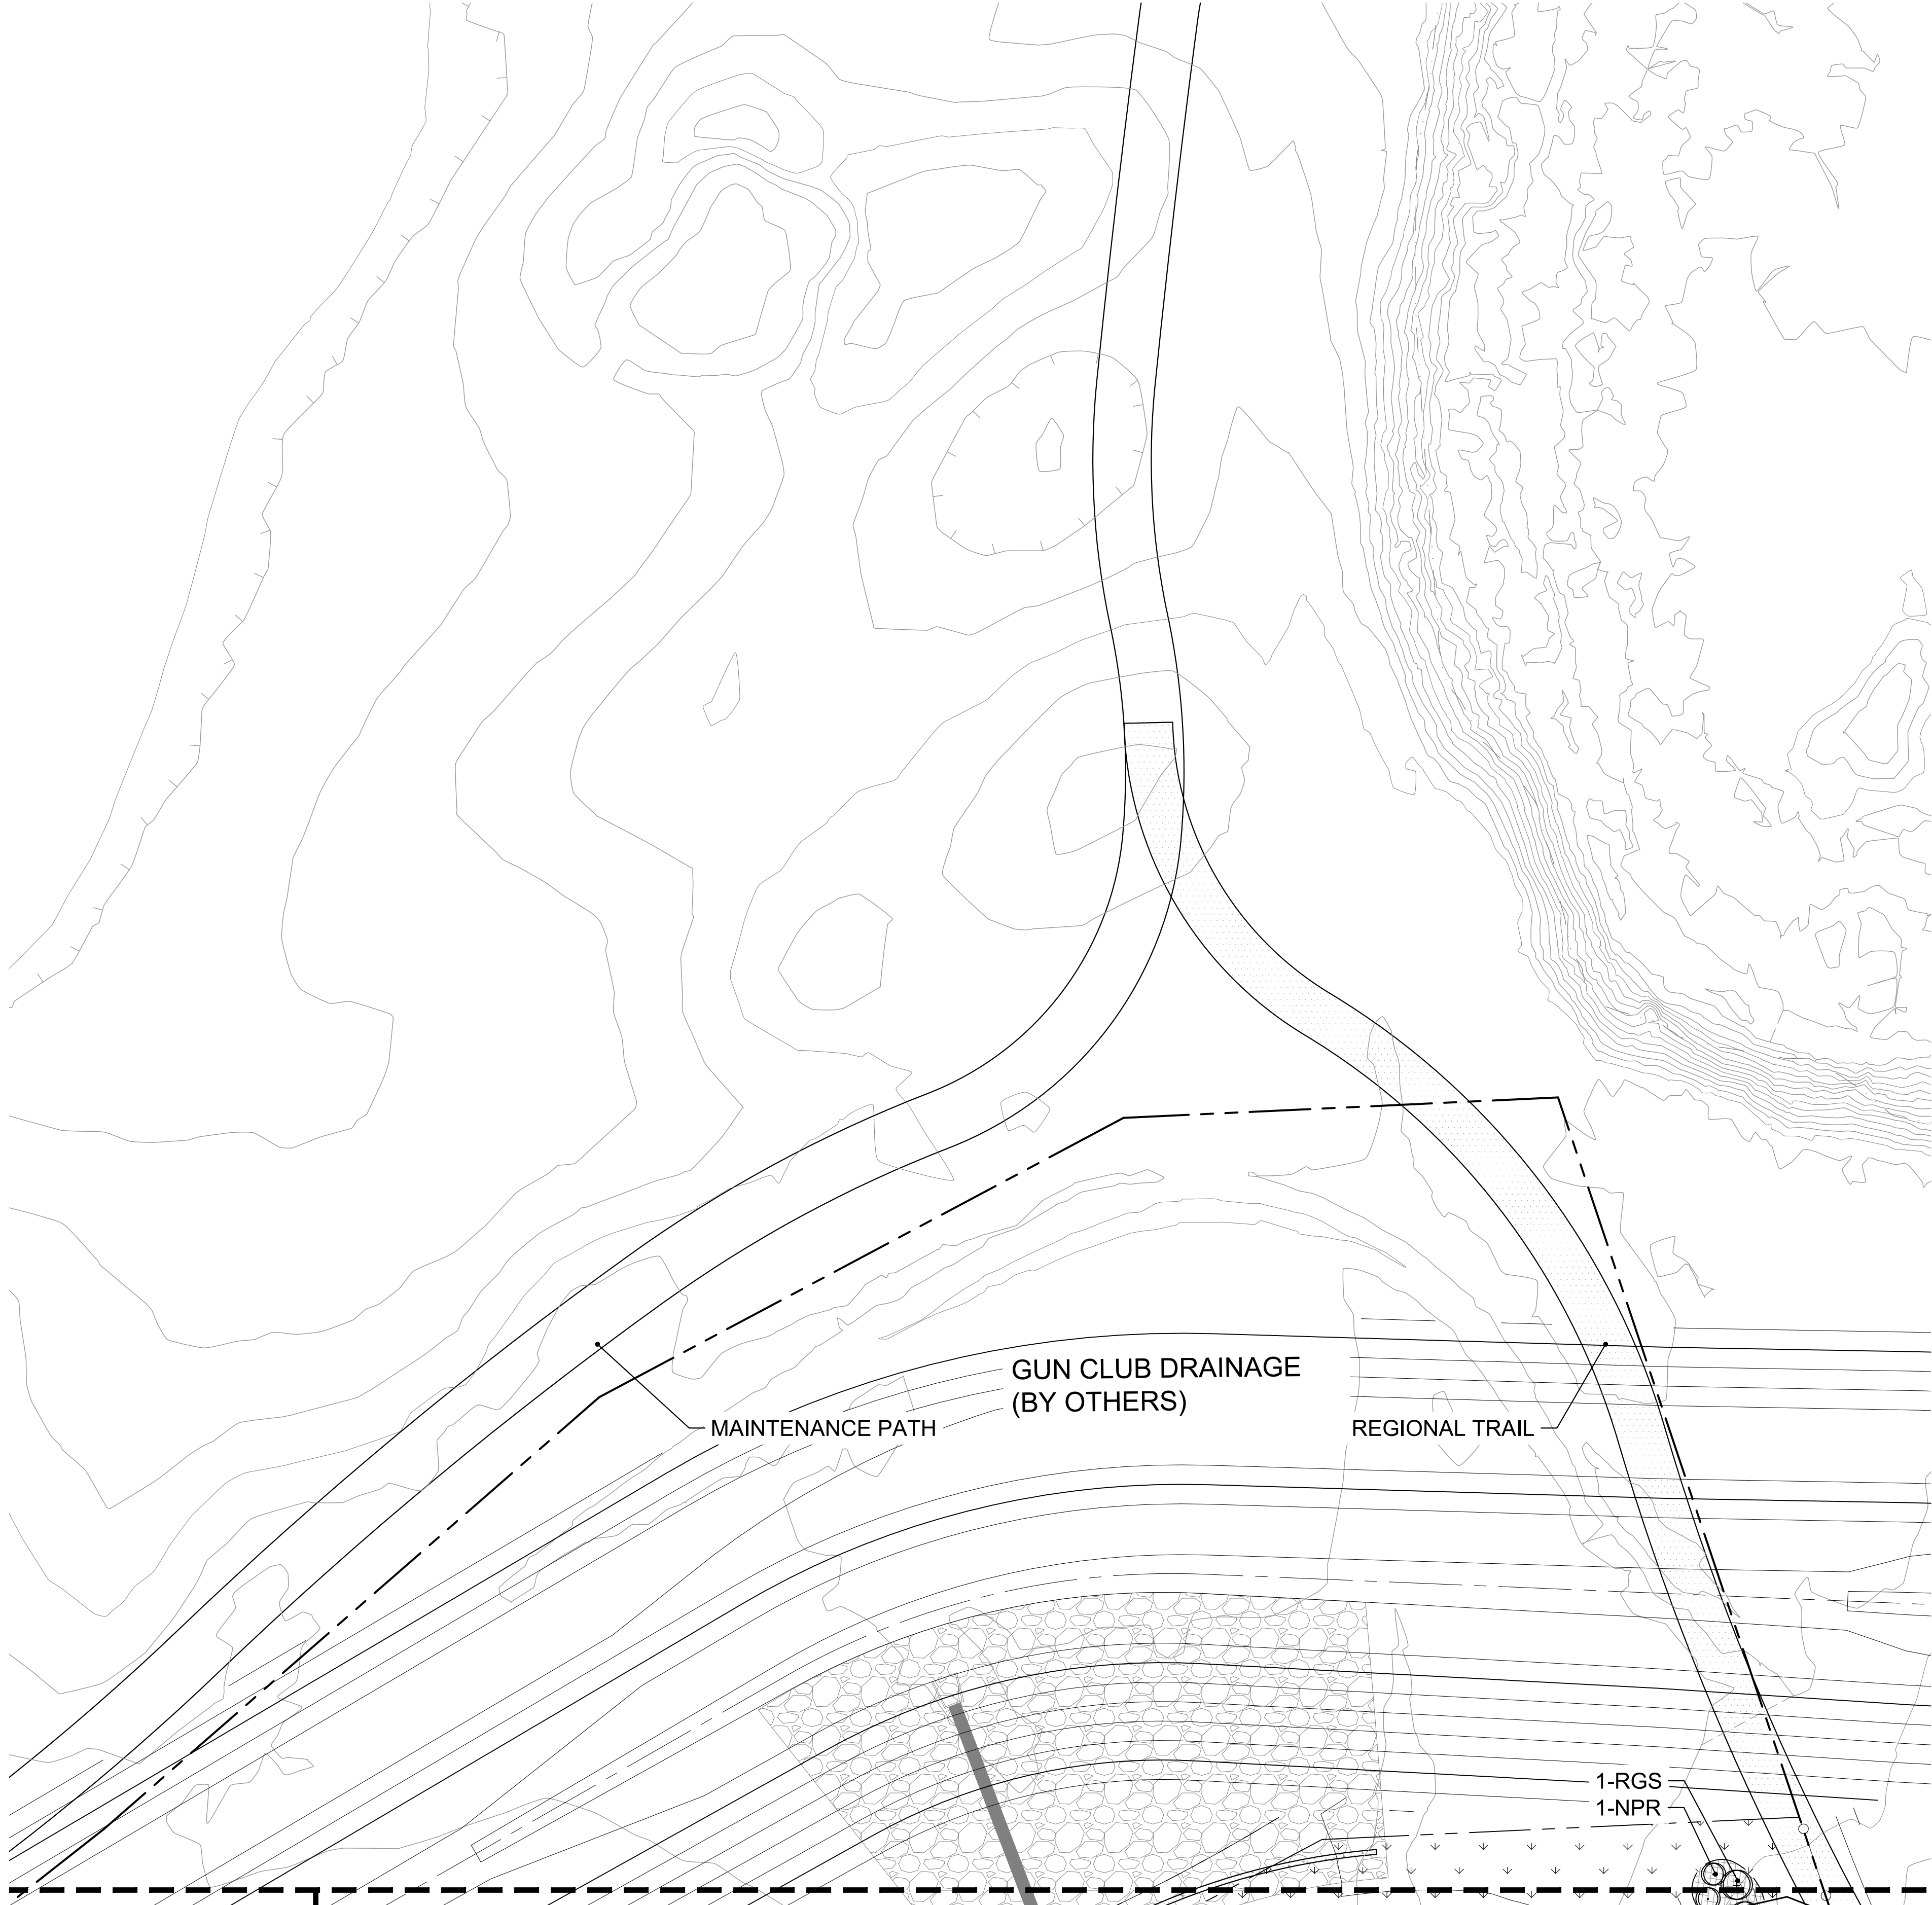 GUN CLUB DRAINAGE
(BY OTHERS)
MAINTENANCE PATH
REGIONAL TRAIL
1-RGS
1-NPR